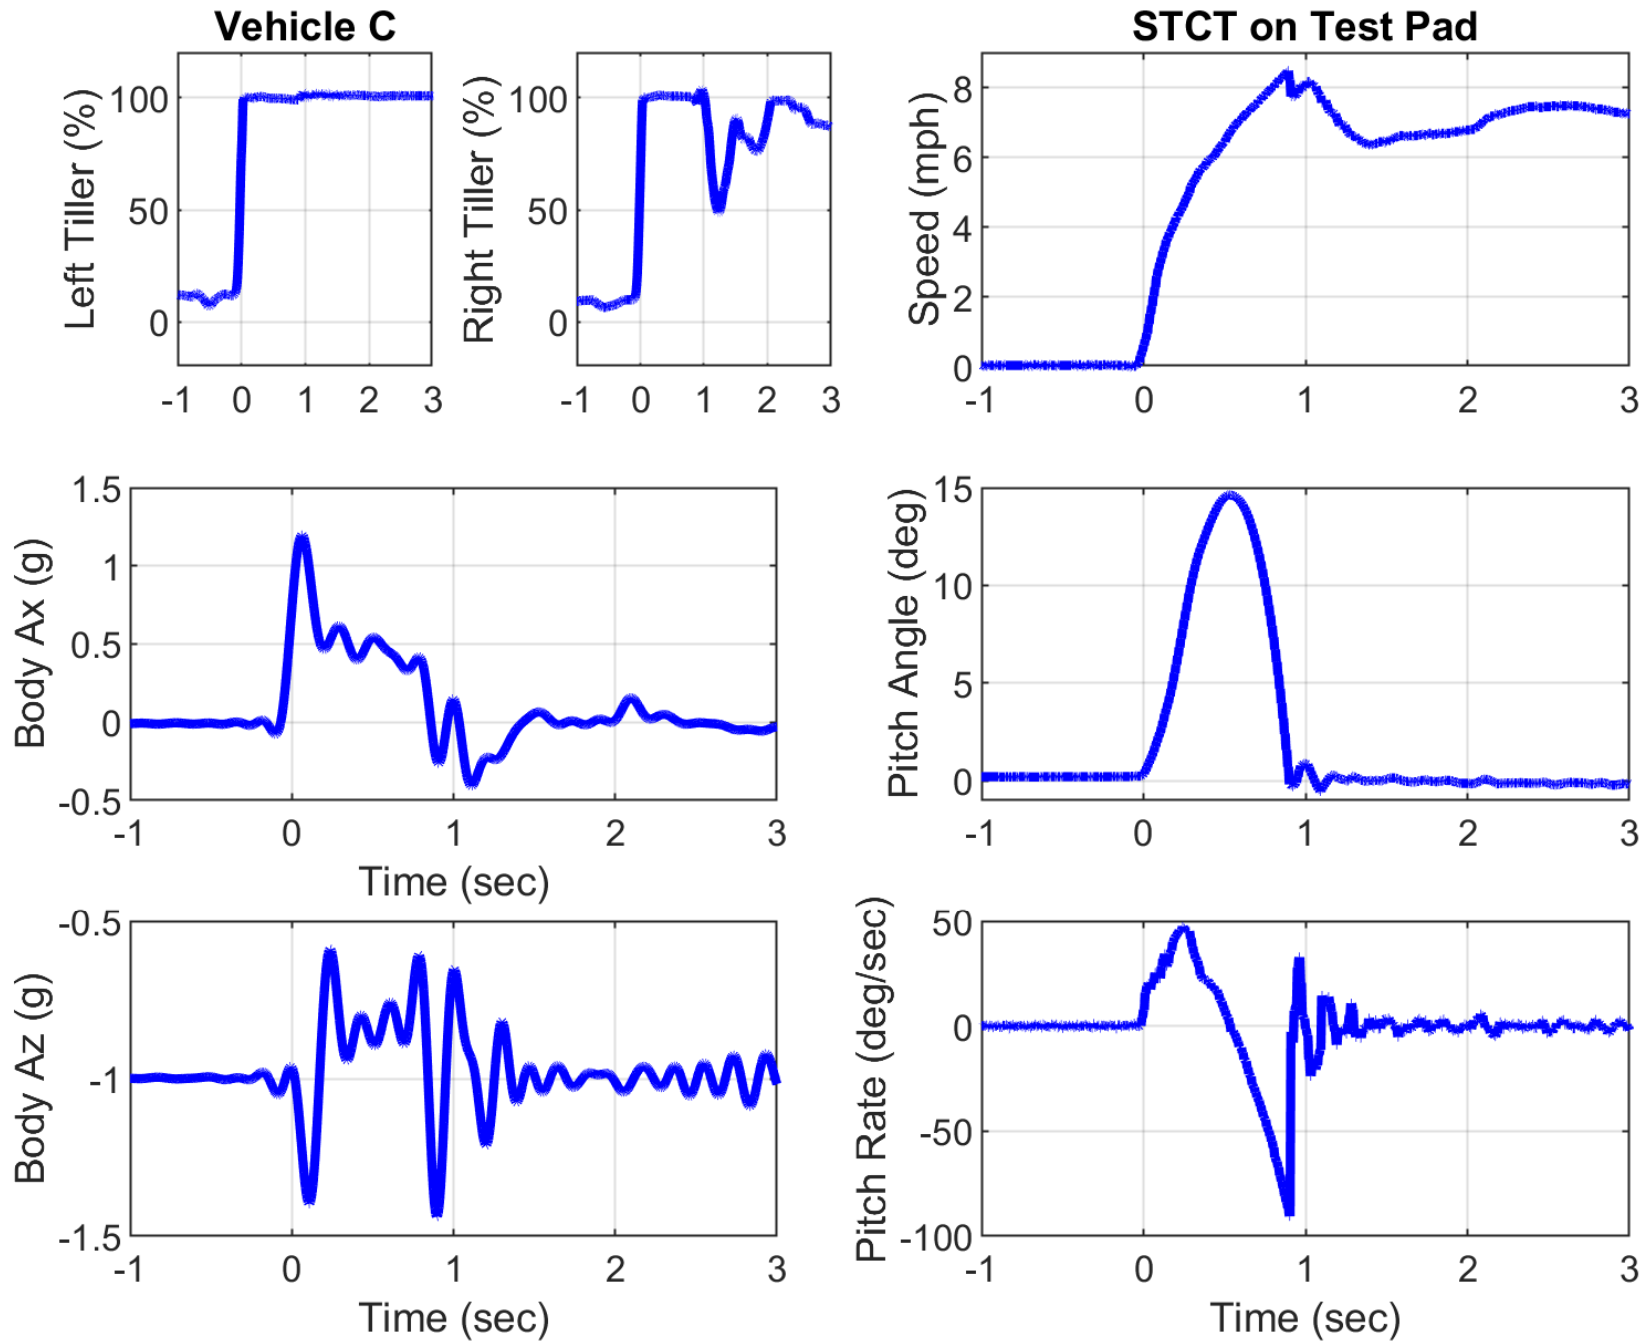 Vehicle C
STCT on Test Pad
Left Tiller (%)
100
50
0
-1 0 1 2 3
Right Tiller (%)
100
50
0
-1 0 1 2 3
Speed (mph)
8
6
4
2
0
-1 0 1 2 3
Body Ax (g)
1.5
1
0.5
0
-0.5
-1 0 1 2 3
Time (sec)
Pitch Angle (deg)
15
10
5
0
-1 0 1 2 3
Body Az (g)
-0.5
-1
-1.5
-1 0 1 2 3
Time (sec)
Pitch Rate (deg/sec)
50
0
-50
-100
-1 0 1 2 3
Time (sec)